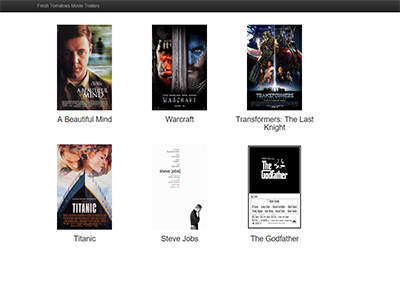 Fresh Tomatoes Movie Trailers
A BEAUTIFUL
MIND
WARCRAFT
TRANSFORMERS
A Beautiful Mind
Warcraft
Transformers: The Last
Knight
TITANIC
steve jobs
The
Godfather
Titanic
Steve Jobs
The Godfather